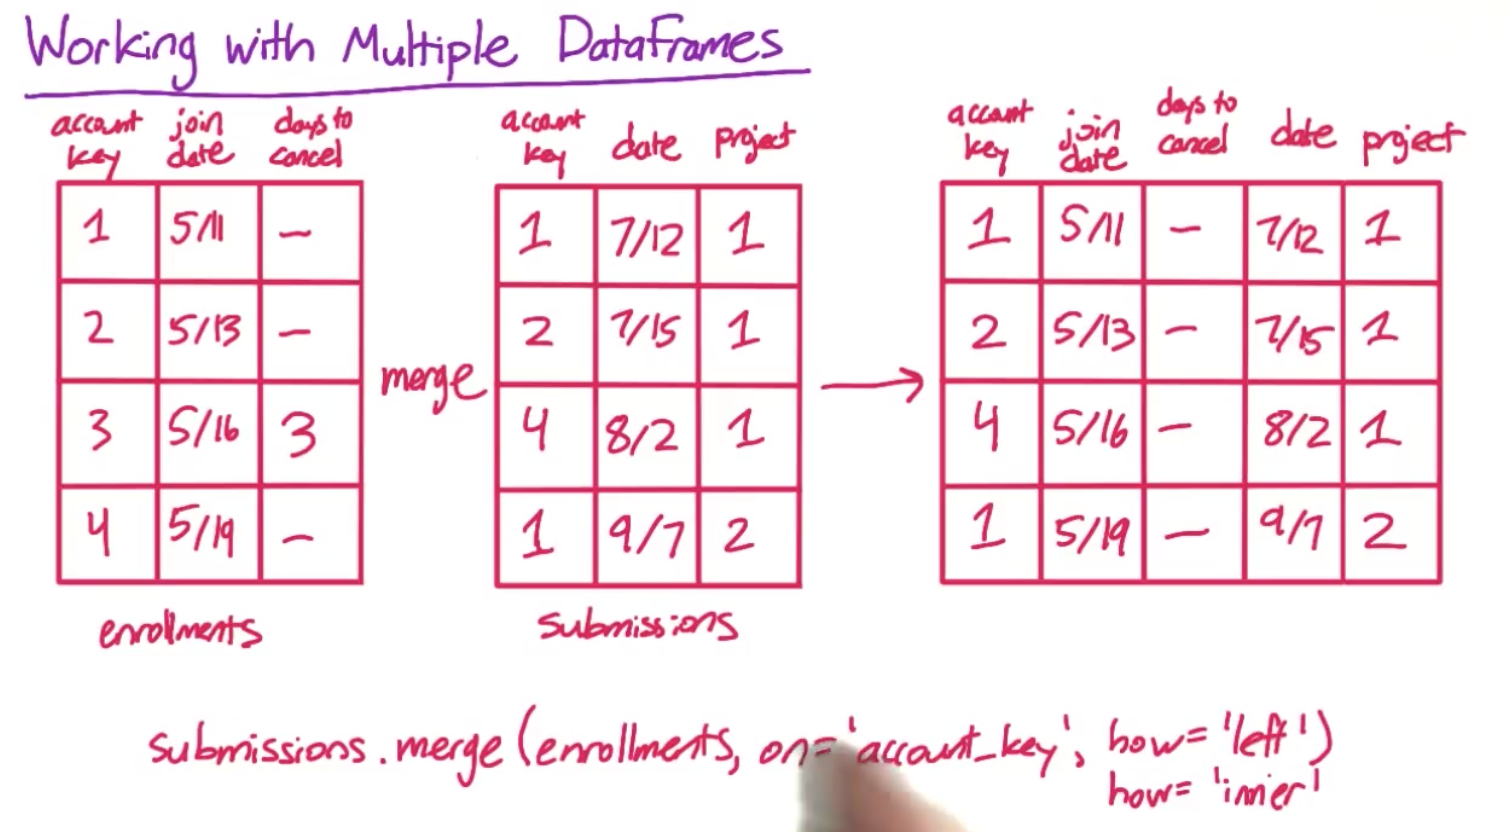 Working with Multiple DataFrames
account key join date days to cancel
1 5/11 –
2 5/13 –
3 5/16 3
4 5/19 –
enrollments
merge
account key date project
1 7/12 1
2 7/15 1
4 8/2 1
1 9/7 2
submissions
account key join date days to cancel date project
1 5/11 – 7/12 1
2 5/13 – 7/15 1
4 5/16 – 8/2 1
1 5/19 – 9/7 2
submissions.merge(enrollments, on='account_key', how='left')
how='inner'